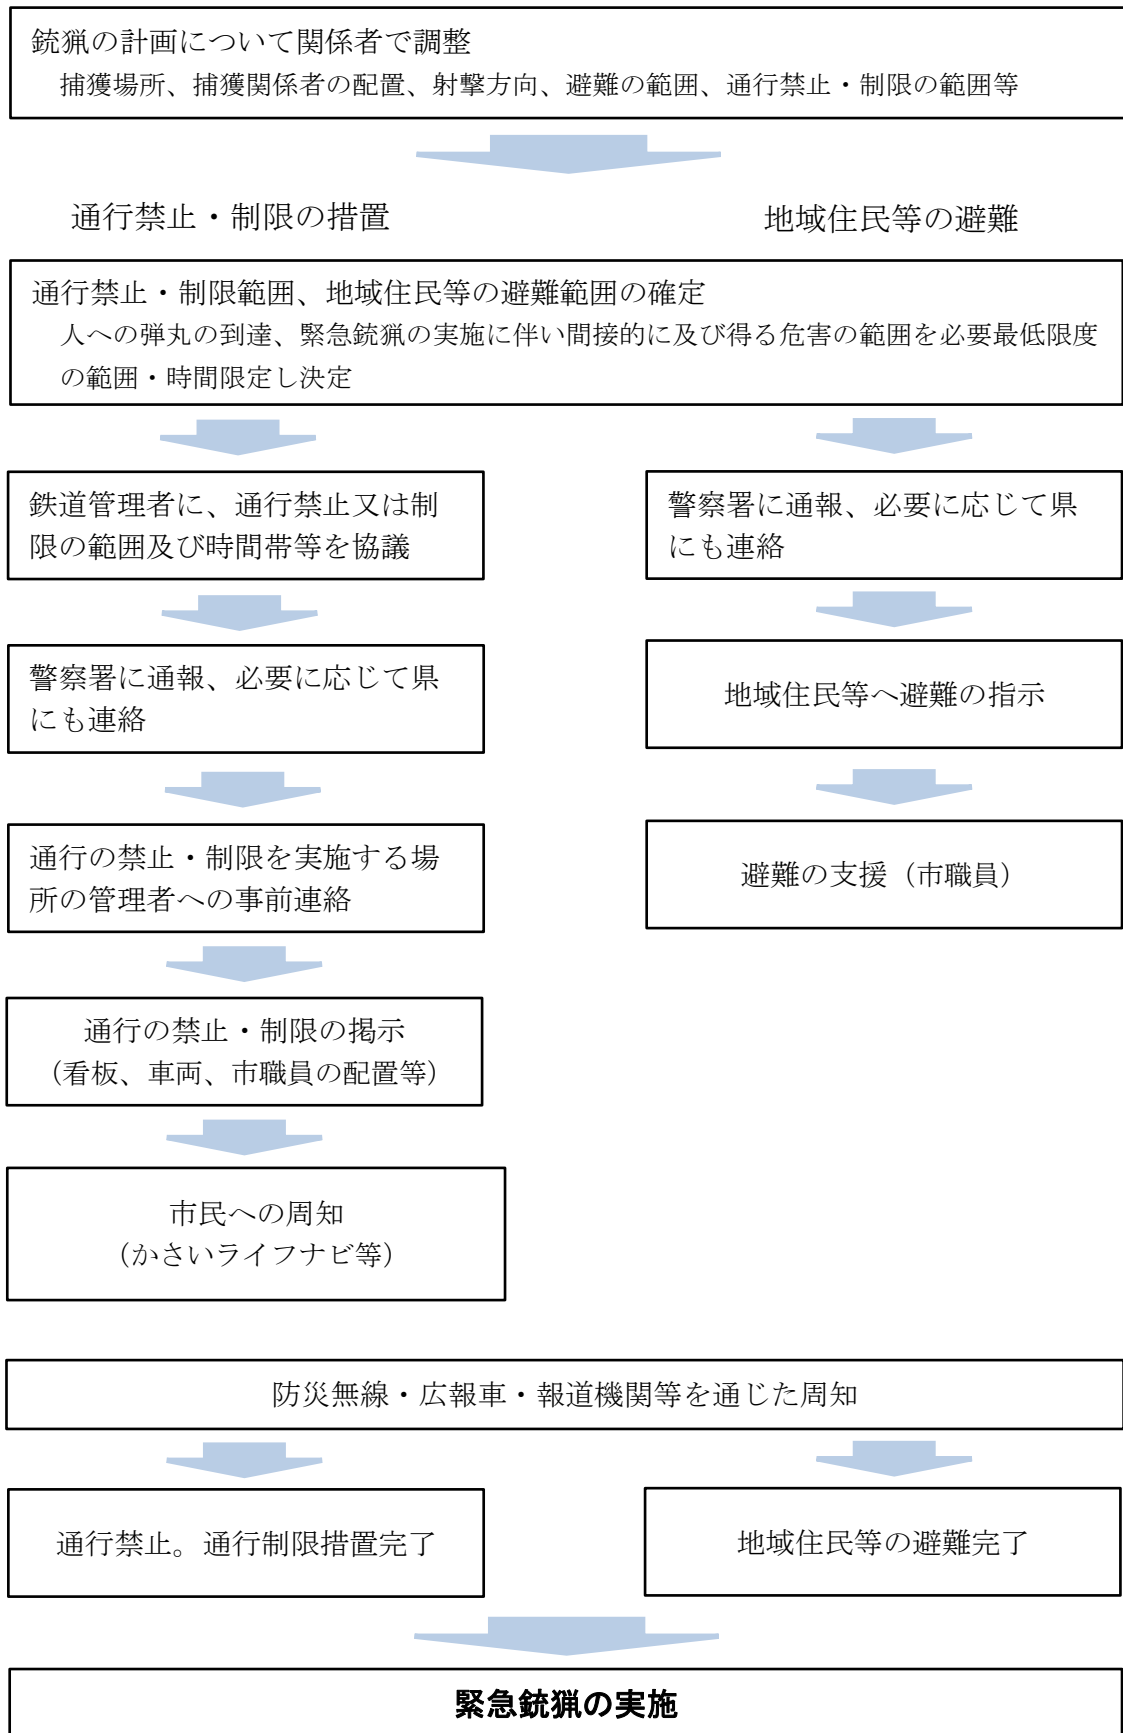 銃猟の計画について関係者で調整
捕獲場所、捕獲関係者の配置、射撃方向、避難の範囲、通行禁止・制限の範囲等
通行禁止・制限の措置
地域住民等の避難
通行禁止・制限範囲、地域住民等の避難範囲の確定
人への弾丸の到達、緊急銃猟の実施に伴い間接的に及び得る危害の範囲を必要最低限度
の範囲・時間限定し決定
鉄道管理者に、通行禁止又は制
限の範囲及び時間帯等を協議
警察署に通報、必要に応じて県
にも連絡
通行の禁止・制限を実施する場
所の管理者への事前連絡
通行の禁止・制限の掲示
（看板、車両、市職員の配置等）
市民への周知
（かさいライフナビ等）
警察署に通報、必要に応じて県
にも連絡
地域住民等へ避難の指示
避難の支援（市職員）
防災無線・広報車・報道機関等を通じた周知
通行禁止。通行制限措置完了
地域住民等の避難完了
緊急銃猟の実施